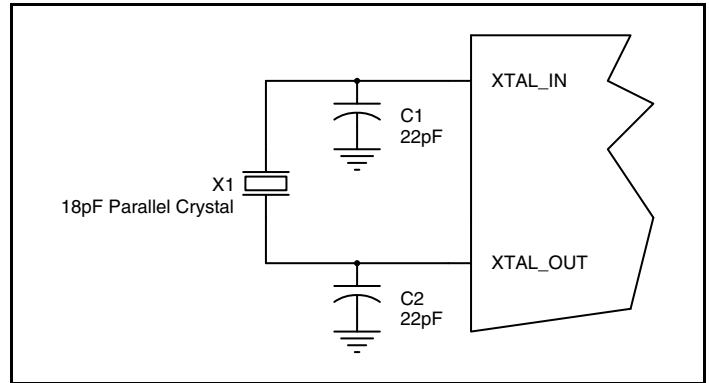 XTAL_IN
C1
22pF
X1
18pF Parallel Crystal
XTAL_OUT
C2
22pF